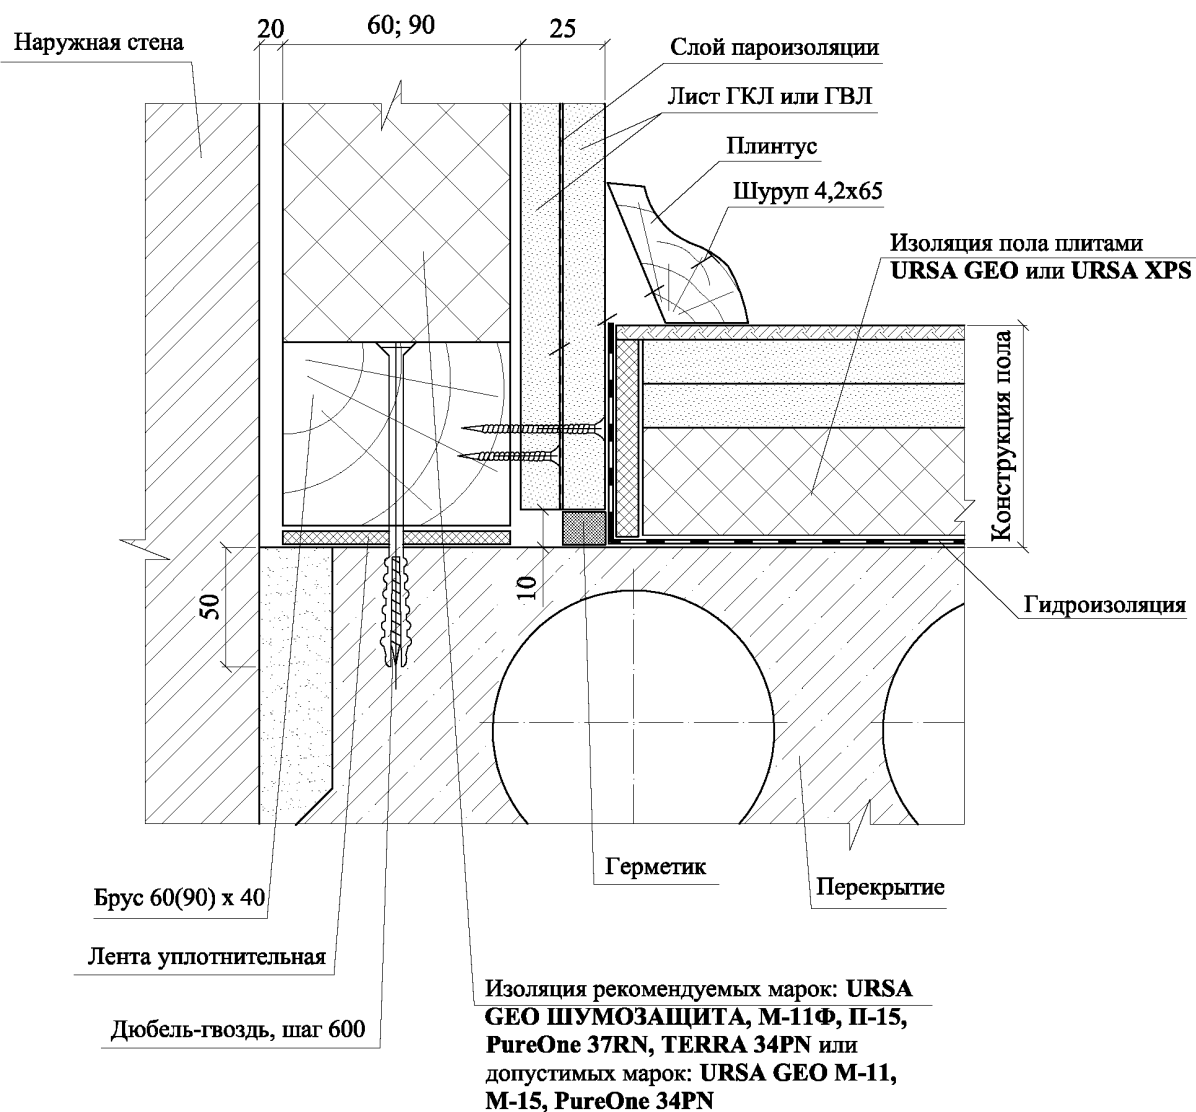 20
60; 90
25
Наружная стена
Слой пароизоляции
Лист ГКЛ или ГВЛ
Плинтус
Шуруп 4,2х65
Изоляция пола плитами
URSA GEO или URSA XPS
Конструкция пола
50
10
Гидроизоляция
Герметик
Перекрытие
Брус 60(90) х 40
Лента уплотнительная
Дюбель-гвоздь, шаг 600
Изоляция рекомендуемых марок: URSA
GEO ШУМОЗАЩИТА, М-11Ф, П-15,
PureOne 37RN, TERRA 34PN или
допустимых марок: URSA GEO М-11,
М-15, PureOne 34PN